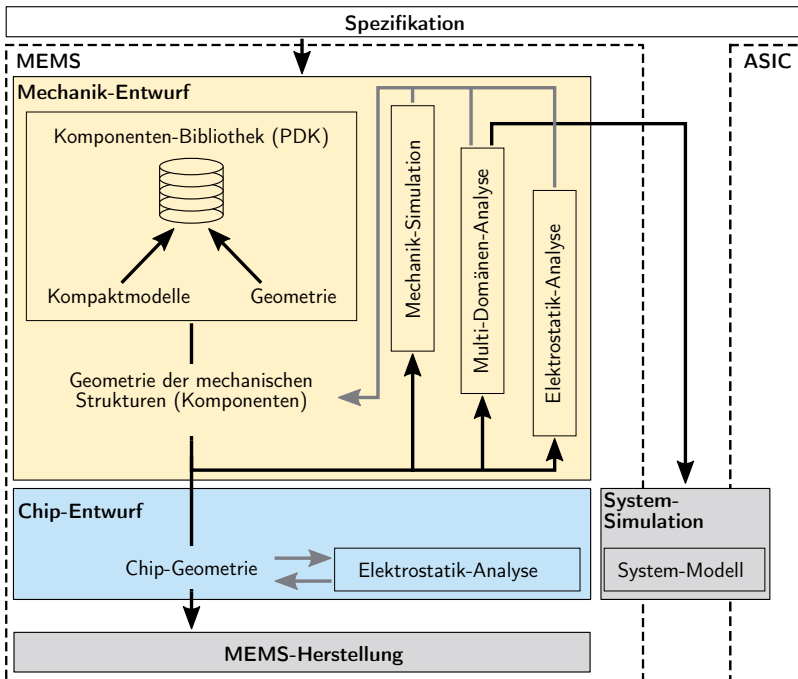 Spezifikation
MEMS
ASIC
Mechanik-Entwurf
Komponenten-Bibliothek (PDK)
Kompaktmodelle
Geometrie
Geometrie der mechanischen
Strukturen (Komponenten)
Mechanik-Simulation
Multi-Domänen-Analyse
Elektrostatik-Analyse
Chip-Entwurf
Chip-Geometrie
Elektrostatik-Analyse
System-
Simulation
System-Modell
MEMS-Herstellung